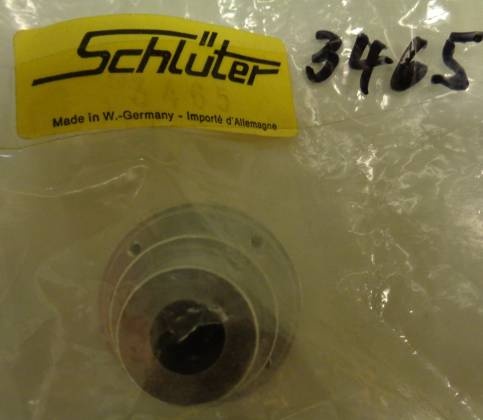 Schlüter 3465
3465
Made in W.-Germany - Importé d'Allemagne